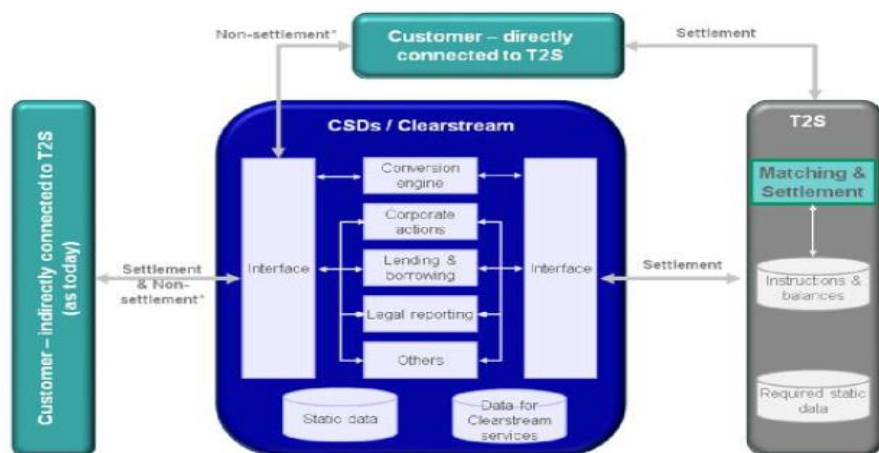 Non-settlement*
Customer – directly
connected to T2S
Settlement
CSDs / Clearstream
T2S
Customer – indirectly connected to T2S
(as today)
Settlement
& Non-
settlement*
Interface
Conversion
engine
Corporate
actions
Lending &
borrowing
Legal reporting
Others
Interface
Settlement
Matching &
Settlement
Instructions &
balances
Static data
Data for
Clearstream
services
Required static
data